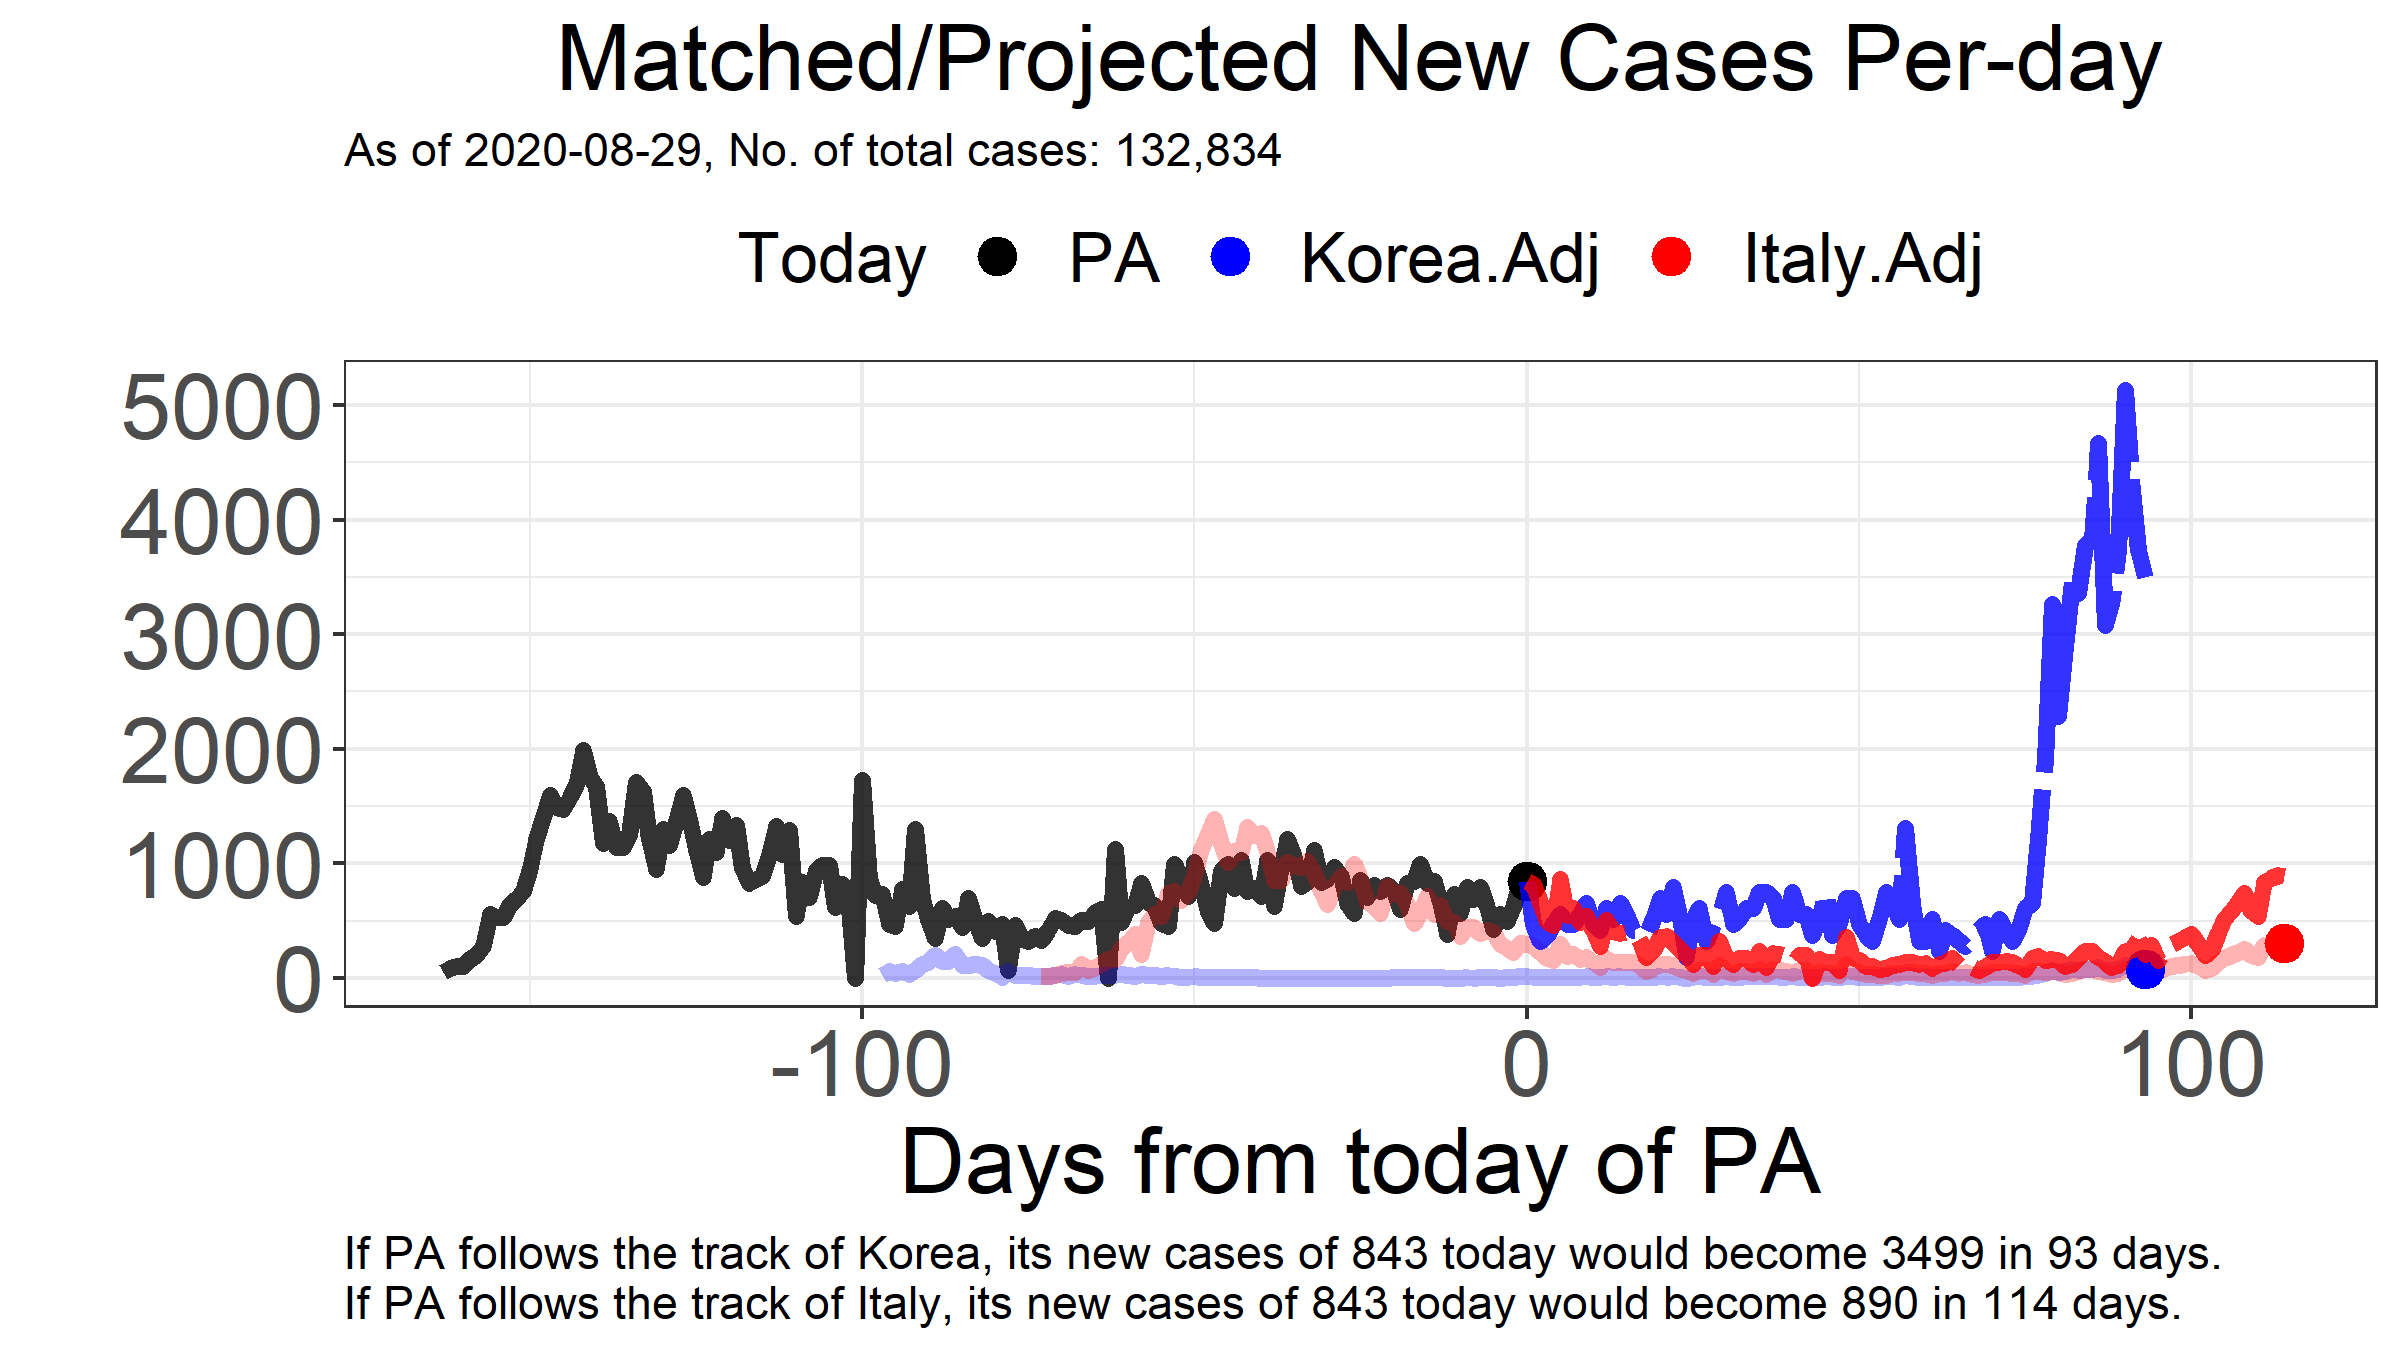 Matched/Projected New Cases Per-day
As of 2020-08-29, No. of total cases: 132,834
Today PA Korea.Adj Italy.Adj
5000
4000
3000
2000
1000
0
-100 0 100
Days from today of PA
If PA follows the track of Korea, its new cases of 843 today would become 3499 in 93 days.
If PA follows the track of Italy, its new cases of 843 today would become 890 in 114 days.